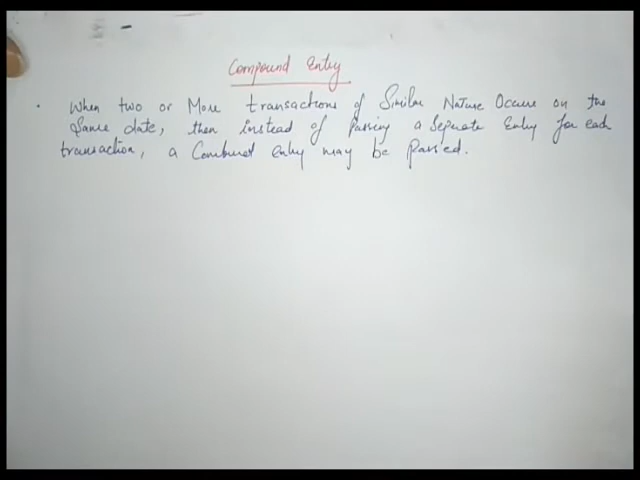 Compound Entry
• When two or More transactions of Similar Nature Occurs on the
Same date, then instead of Passing a Separate Entry for each
transaction, a Combined entry may be Passed.